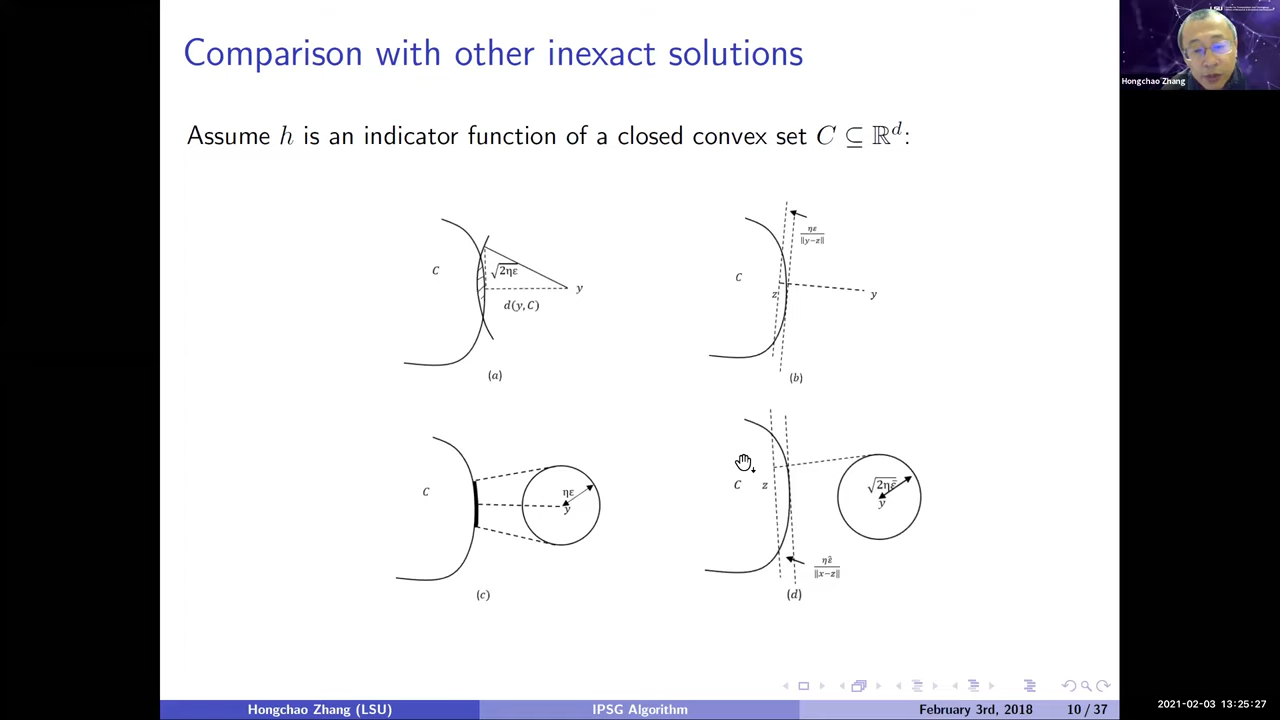 Comparison with other inexact solutions
Hongchao Zhang
Assume h is an indicator function of a closed convex set C ⊆ ℝᵈ:
C
√2ηε
y
d(y, C)
(a)
ηε
‖y−z‖
C
z
y
(b)
C
ηε
y
(c)
C
z
√2ηε̄
y
ηε̂
‖x−z‖
(d)
Hongchao Zhang (LSU)
IPSG Algorithm
February 3rd, 2018
10 / 37
2021-02-03 13:25:27